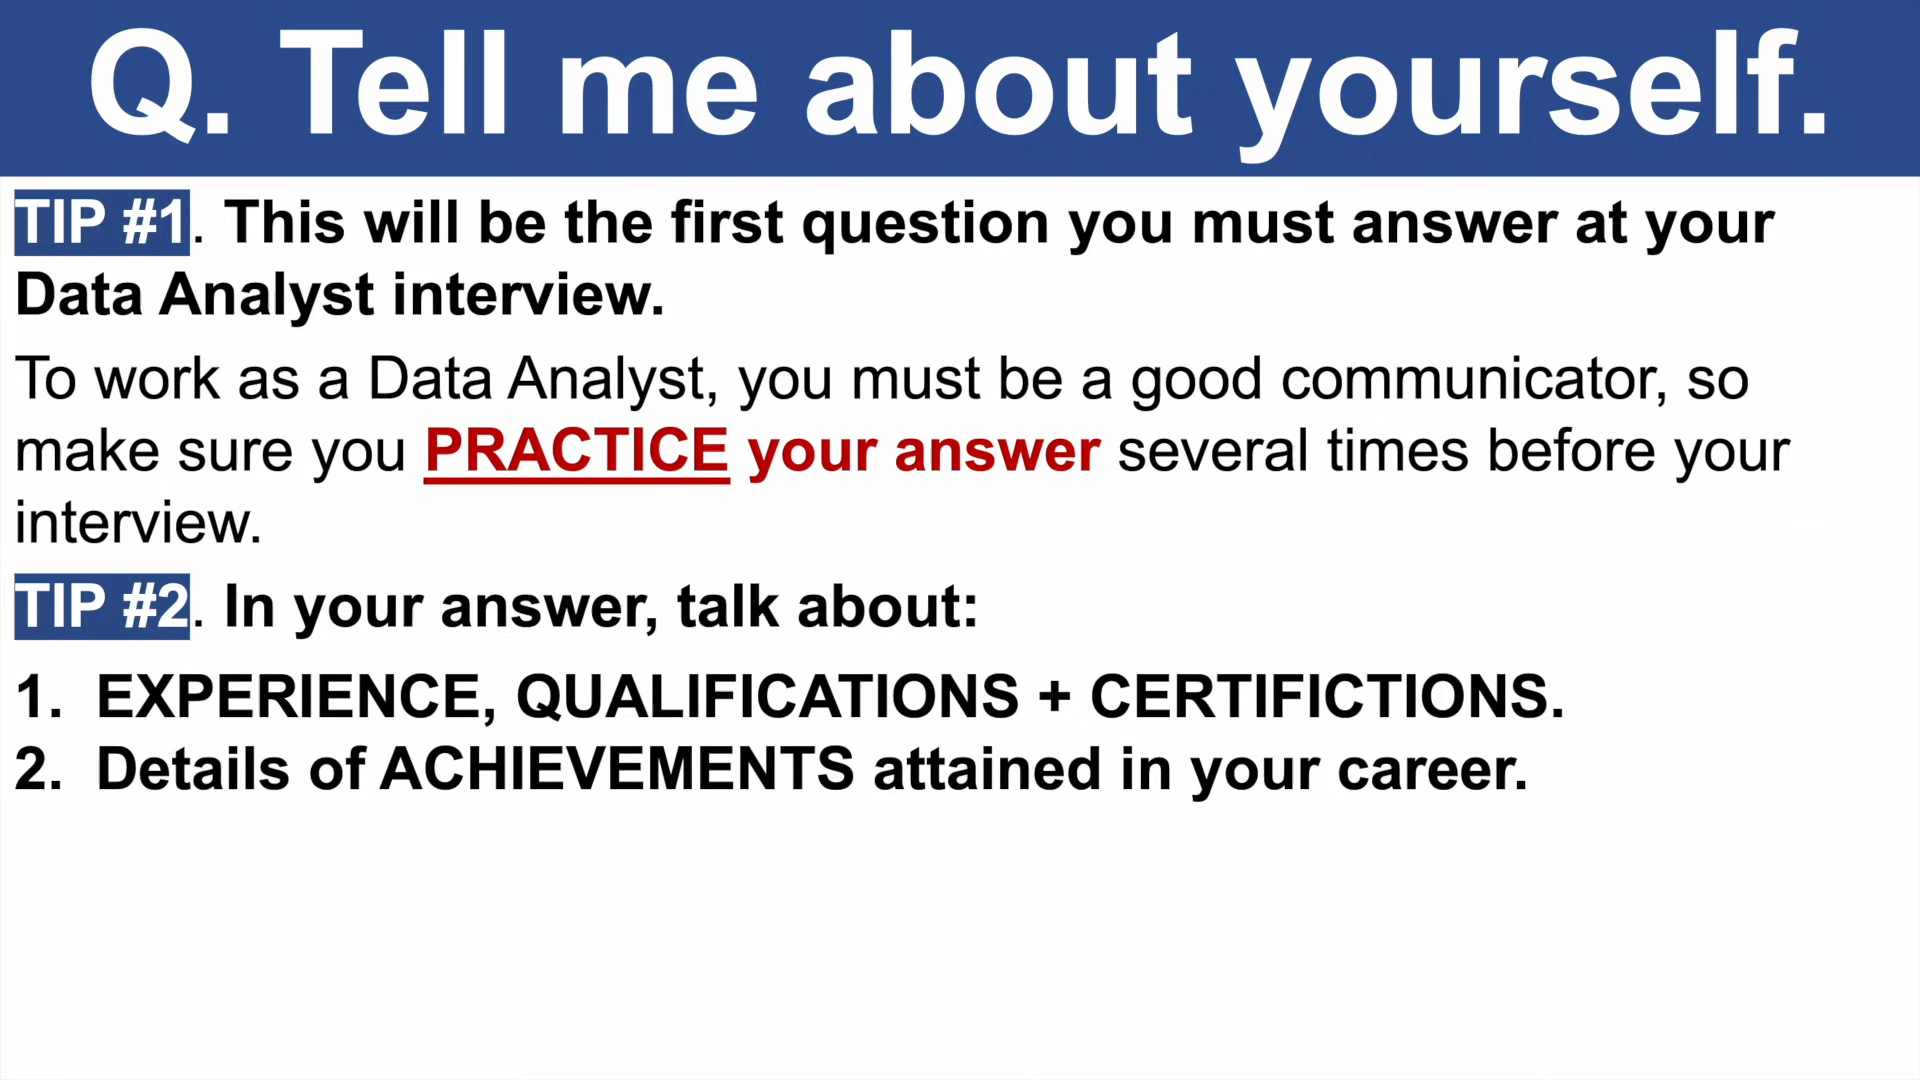 Q. Tell me about yourself.
TIP #1. This will be the first question you must answer at your
Data Analyst interview.
To work as a Data Analyst, you must be a good communicator, so
make sure you PRACTICE your answer several times before your
interview.
TIP #2. In your answer, talk about:
1. EXPERIENCE, QUALIFICATIONS + CERTIFICTIONS.
2. Details of ACHIEVEMENTS attained in your career.